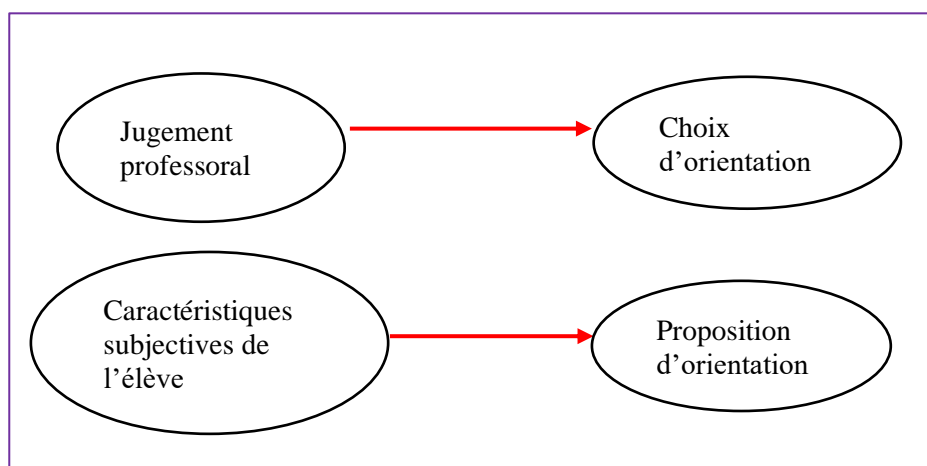 Jugement
professoral
Choix
d’orientation
Caractéristiques
subjectives de
l’élève
Proposition
d’orientation